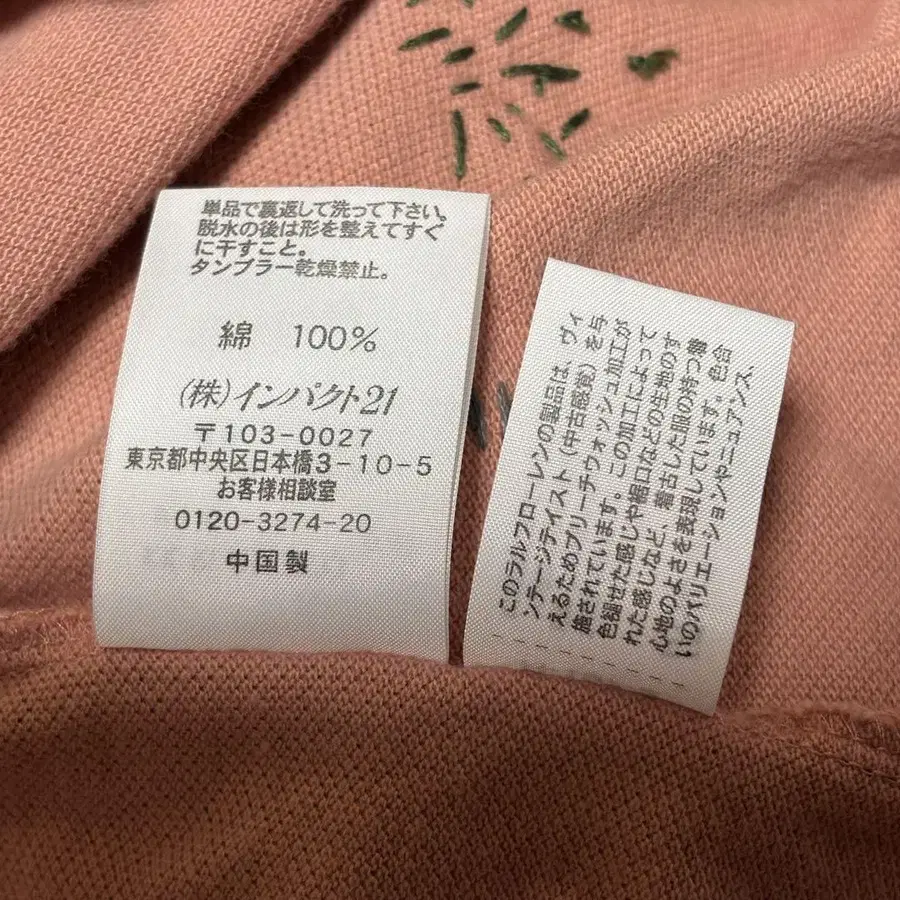 単品で裏返して洗って下さい。
脱水の後は形を整えてすぐ
に干すこと。
タンブラー乾燥禁止。
綿 100%
(株)インパクト21
〒103-0027
東京都中央区日本橋3-10-5
お客様相談室
0120-3274-20
中国製
このラルフローレンの製品は、ヴィ
ンテージテイスト(中古感覚)を与
えるためブリーチウォッシュ加工が
施されています。この加工によって
色褪せた感じや裾口などの生地のす
れた感じなど、着古した服の持つ着
心地のよさを表現しています。色合
いのバリエーションやニュアンス、